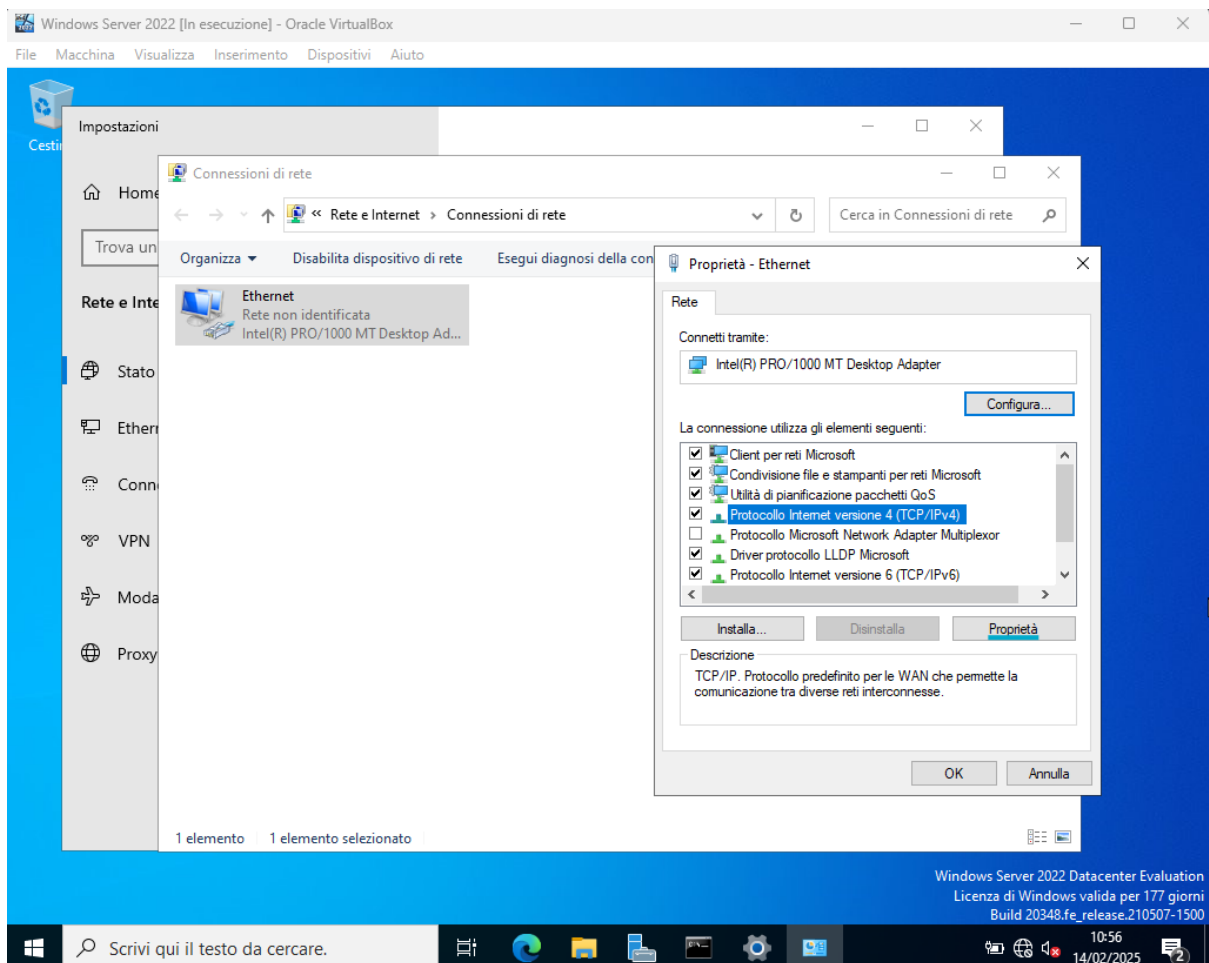 Windows Server 2022 [In esecuzione] - Oracle VirtualBox
File Macchina Visualizza Inserimento Dispositivi Aiuto
Impostazioni
Connessioni di rete
Home
« Rete e Internet › Connessioni di rete
Cerca in Connessioni di rete
Organizza
Disabilita dispositivo di rete
Esegui diagnosi della
Ethernet
Rete non identificata
Intel(R) PRO/1000 MT Desktop Ad...
Rete e
Stato
VPN
Proxy
Proprietà - Ethernet
Rete
Connetti tramite:
Intel(R) PRO/1000 MT Desktop Adapter
Configura...
La connessione utilizza gli elementi seguenti:
Client per reti Microsoft
Condivisione file e stampanti per reti Microsoft
Utilità di pianificazione pacchetti QoS
Protocollo Internet versione 4 (TCP/IPv4)
Protocollo Microsoft Network Adapter Multiplexor
Driver protocollo LLDP Microsoft
Protocollo Internet versione 6 (TCP/IPv6)
Installa...
Disinstalla
Proprietà
Descrizione
TCP/IP. Protocollo predefinito per le WAN che permette la
comunicazione tra diverse reti interconnesse.
OK
Annulla
1 elemento
1 elemento selezionato
Windows Server 2022 Datacenter Evaluation
Licenza di Windows valida per 177 giorni
Build 20348.fe_release.210507-1500
Scrivi qui il testo da cercare.
10:56
14/02/2025
2